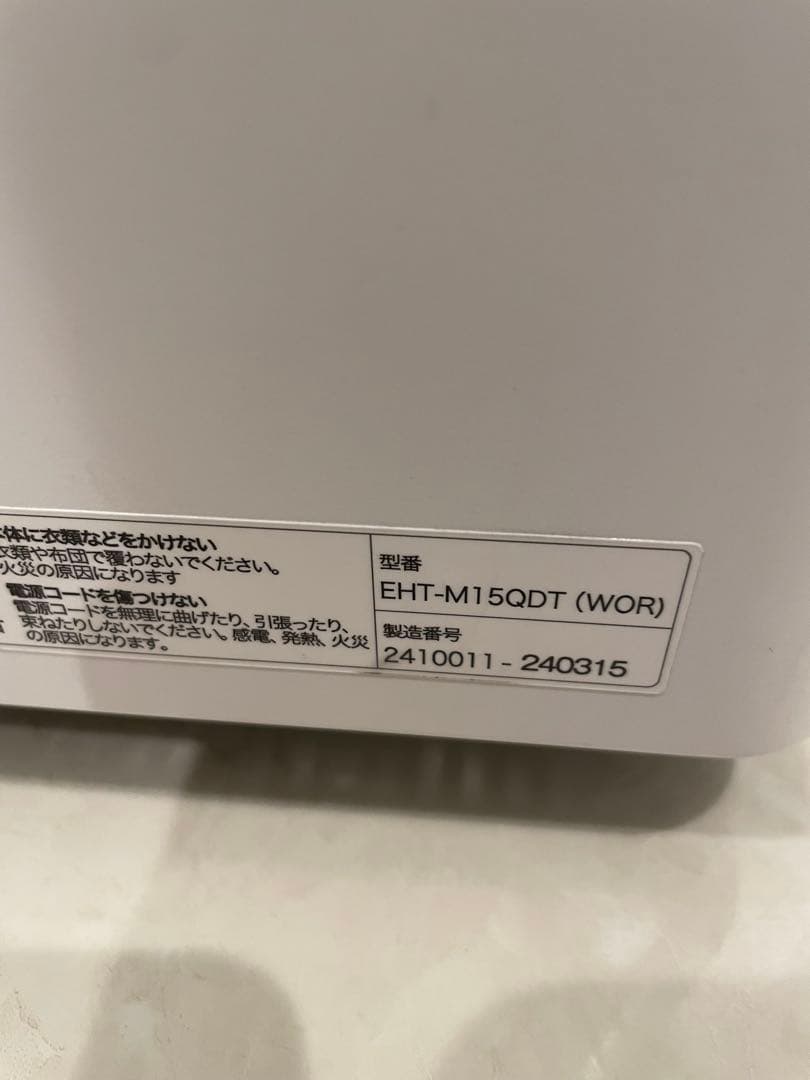 体に衣類などをかけない
衣類や布団で覆わないでください。
火災の原因になります
電源コードを傷つけない
電源コードを無理に曲げたり、引張ったり、
束ねたりしないでください。感電、発熱、火災
の原因になります。
型番
EHT-M15QDT (WOR)
製造番号
2410011 - 240315